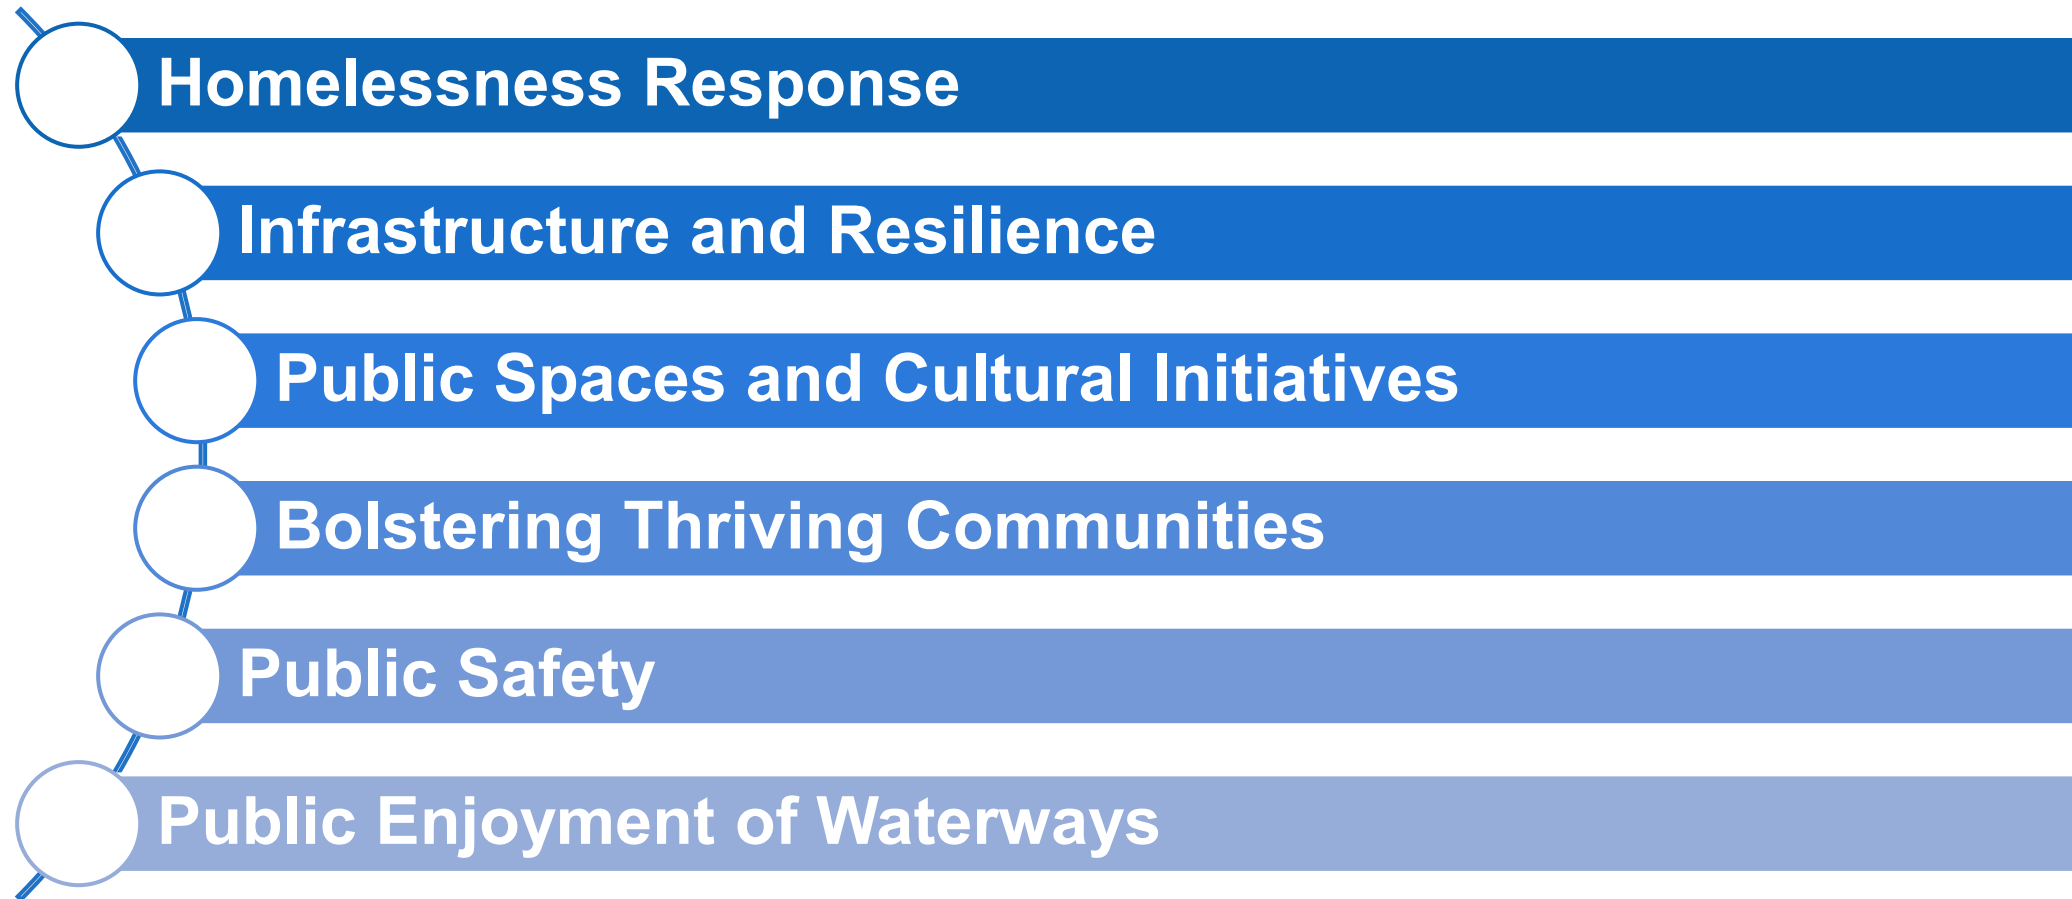 Homelessness Response
Infrastructure and Resilience
Public Spaces and Cultural Initiatives
Bolstering Thriving Communities
Public Safety
Public Enjoyment of Waterways